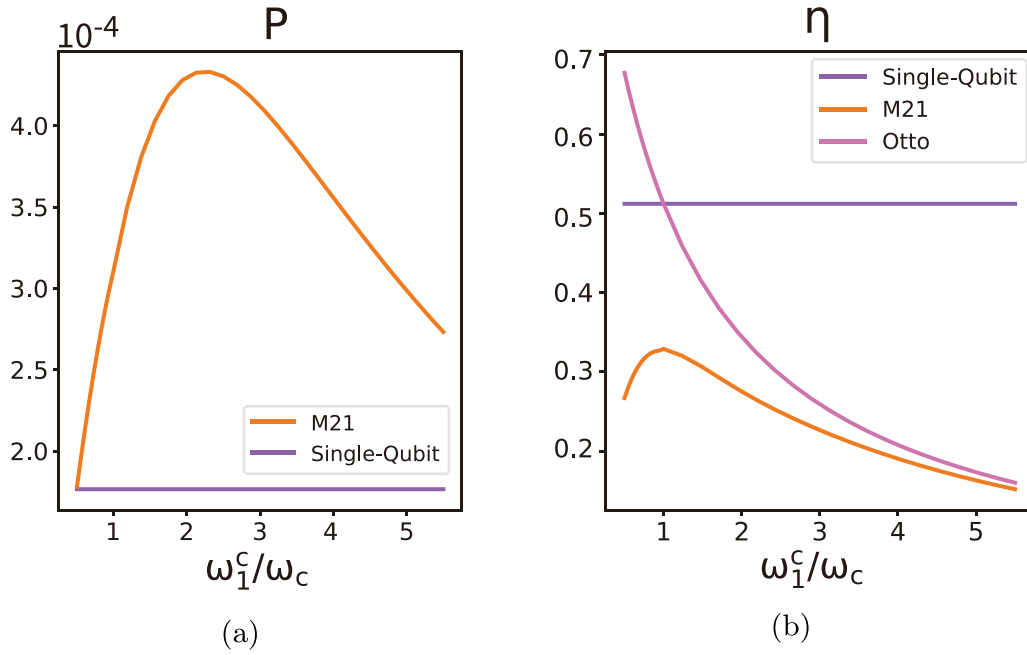 P
10⁻⁴
4.0
3.5
3.0
2.5
2.0
M21
Single-Qubit
1 2 3 4 5
ω₁ᶜ/ω_c
(a)
η
0.7
0.6
0.5
0.4
0.3
0.2
Single-Qubit
M21
Otto
1 2 3 4 5
ω₁ᶜ/ω_c
(b)